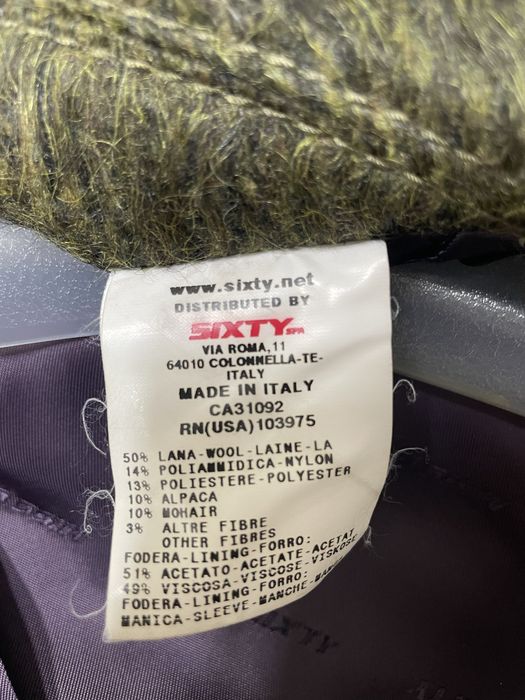 www.sixty.net
DISTRIBUTED BY
SIXTY SPA
VIA ROMA,11
64010 COLONNELLA-TE-
ITALY
MADE IN ITALY
CA31092
RN(USA)103975
50% LANA-WOOL-LAINE-LA
14% POLIAMMIDICA-NYLON
13% POLIESTERE-POLYESTER
10% ALPACA
10% MOHAIR
3% ALTRE FIBRE
OTHER FIBRES
FODERA-LINING-FORRO:
51% ACETATO-ACETATE-ACETAT
49% VISCOSA-VISCOSE-VISKOSE
FODERA-LINING-FORRO:
MANICA-SLEEVE-MANCHE-MA
SIXTY